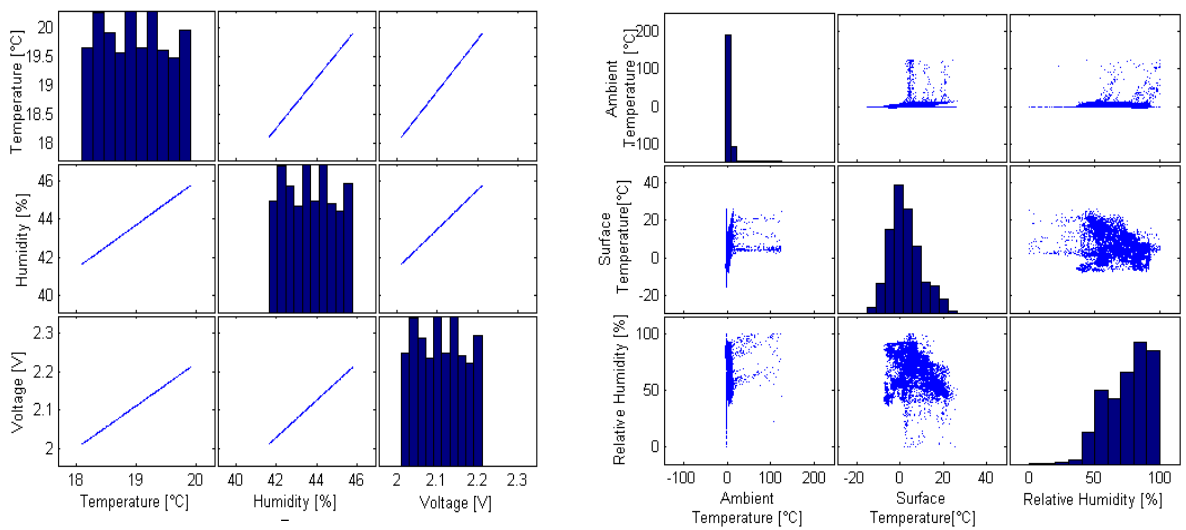 Temperature [°C]
20
19.5
19
18.5
18
Humidity [%]
46
44
42
40
Voltage [V]
2.3
2.2
2.1
2
18 19 20
Temperature [°C]
40 42 44 46
Humidity [%]
2 2.1 2.2 2.3
Voltage [V]
Ambient
Temperature [°C]
200
100
0
-100
Surface
Temperature[°C]
40
20
0
-20
Relative Humidity [%]
100
50
0
-100 0 100 200
Ambient
Temperature [°C]
-20 0 20 40
Surface
Temperature[°C]
0 50 100
Relative Humidity [%]